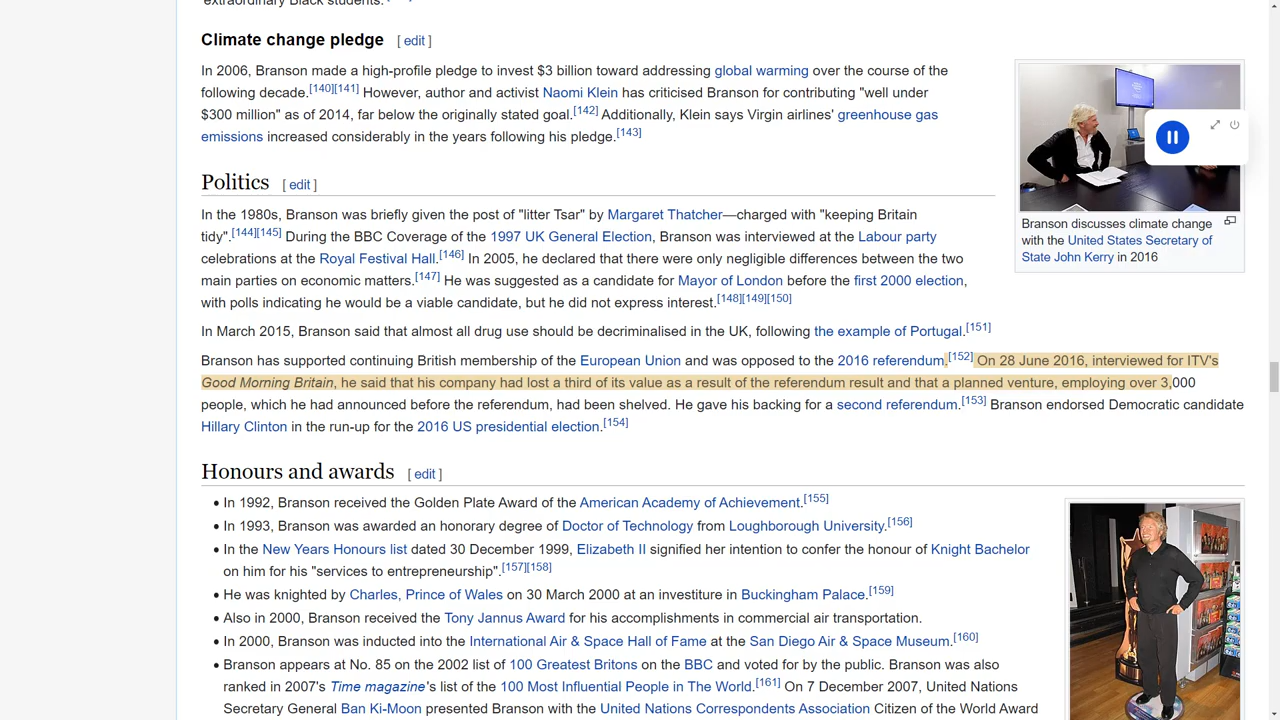 extraordinary Black students.
Climate change pledge [ edit ]
In 2006, Branson made a high-profile pledge to invest $3 billion toward addressing global warming over the course of the
following decade.[140][141] However, author and activist Naomi Klein has criticised Branson for contributing "well under
$300 million" as of 2014, far below the originally stated goal.[142] Additionally, Klein says Virgin airlines' greenhouse gas
emissions increased considerably in the years following his pledge.[143]
Branson discusses climate change
with the United States Secretary of
State John Kerry in 2016
Politics [ edit ]
In the 1980s, Branson was briefly given the post of "litter Tsar" by Margaret Thatcher—charged with "keeping Britain
tidy".[144][145] During the BBC Coverage of the 1997 UK General Election, Branson was interviewed at the Labour party
celebrations at the Royal Festival Hall.[146] In 2005, he declared that there were only negligible differences between the two
main parties on economic matters.[147] He was suggested as a candidate for Mayor of London before the first 2000 election,
with polls indicating he would be a viable candidate, but he did not express interest.[148][149][150]
In March 2015, Branson said that almost all drug use should be decriminalised in the UK, following the example of Portugal.[151]
Branson has supported continuing British membership of the European Union and was opposed to the 2016 referendum.[152] On 28 June 2016, interviewed for ITV's
Good Morning Britain, he said that his company had lost a third of its value as a result of the referendum result and that a planned venture, employing over 3,000
people, which he had announced before the referendum, had been shelved. He gave his backing for a second referendum.[153] Branson endorsed Democratic candidate
Hillary Clinton in the run-up for the 2016 US presidential election.[154]
Honours and awards [ edit ]
• In 1992, Branson received the Golden Plate Award of the American Academy of Achievement.[155]
• In 1993, Branson was awarded an honorary degree of Doctor of Technology from Loughborough University.[156]
• In the New Years Honours list dated 30 December 1999, Elizabeth II signified her intention to confer the honour of Knight Bachelor
on him for his "services to entrepreneurship".[157][158]
• He was knighted by Charles, Prince of Wales on 30 March 2000 at an investiture in Buckingham Palace.[159]
• Also in 2000, Branson received the Tony Jannus Award for his accomplishments in commercial air transportation.
• In 2000, Branson was inducted into the International Air & Space Hall of Fame at the San Diego Air & Space Museum.[160]
• Branson appears at No. 85 on the 2002 list of 100 Greatest Britons on the BBC and voted for by the public. Branson was also
ranked in 2007's Time magazine's list of the 100 Most Influential People in The World.[161] On 7 December 2007, United Nations
Secretary General Ban Ki-Moon presented Branson with the United Nations Correspondents Association Citizen of the World Award